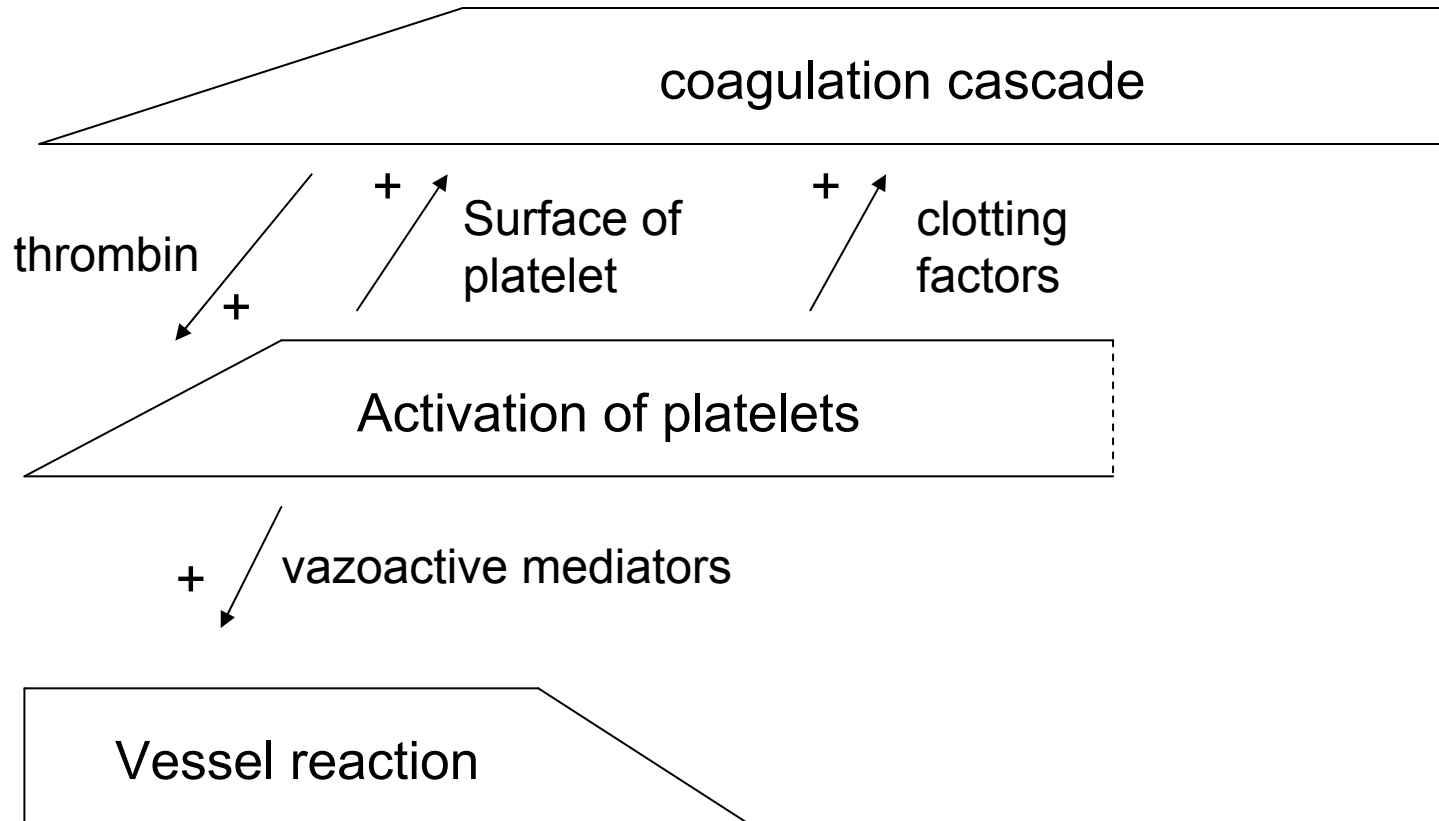 coagulation cascade
+
+
Surface of
clotting
thrombin
platelet
factors
+
Activation of platelets
+
vazoactive mediators
Vessel reaction